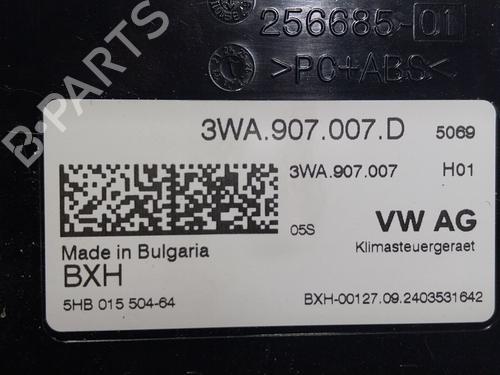 256685-01
>PC+ABS<
3WA.907.007.D 5069
3WA.907.007 H01
05S VW AG
Made in Bulgaria Klimasteuergeraet
BXH
5HB 015 504-64 BXH-00127.09.2403531642